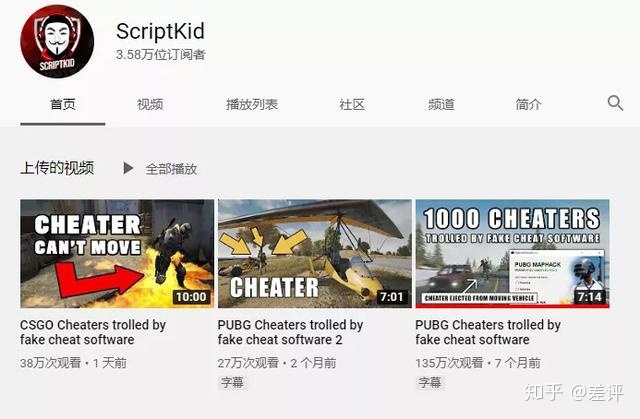 ScriptKid
3.58万位订阅者
SCRIPTKID
首页 视频 播放列表 社区 频道 简介
上传的视频 全部播放
CHEATER
CAN'T MOVE
10:00
CHEATER
7:01
1000 CHEATERS
TROLLED BY FAKE CHEAT SOFTWARE
PUBG MAPHACK
CHEATER EJECTED FROM MOVING VEHICLE
7:14
CSGO Cheaters trolled by
fake cheat software
38万次观看 • 1 天前
PUBG Cheaters trolled by
fake cheat software 2
27万次观看 • 2 个月前
字幕
PUBG Cheaters trolled by
fake cheat software
135万次观看 • 7 个月前
字幕
知乎 @差评